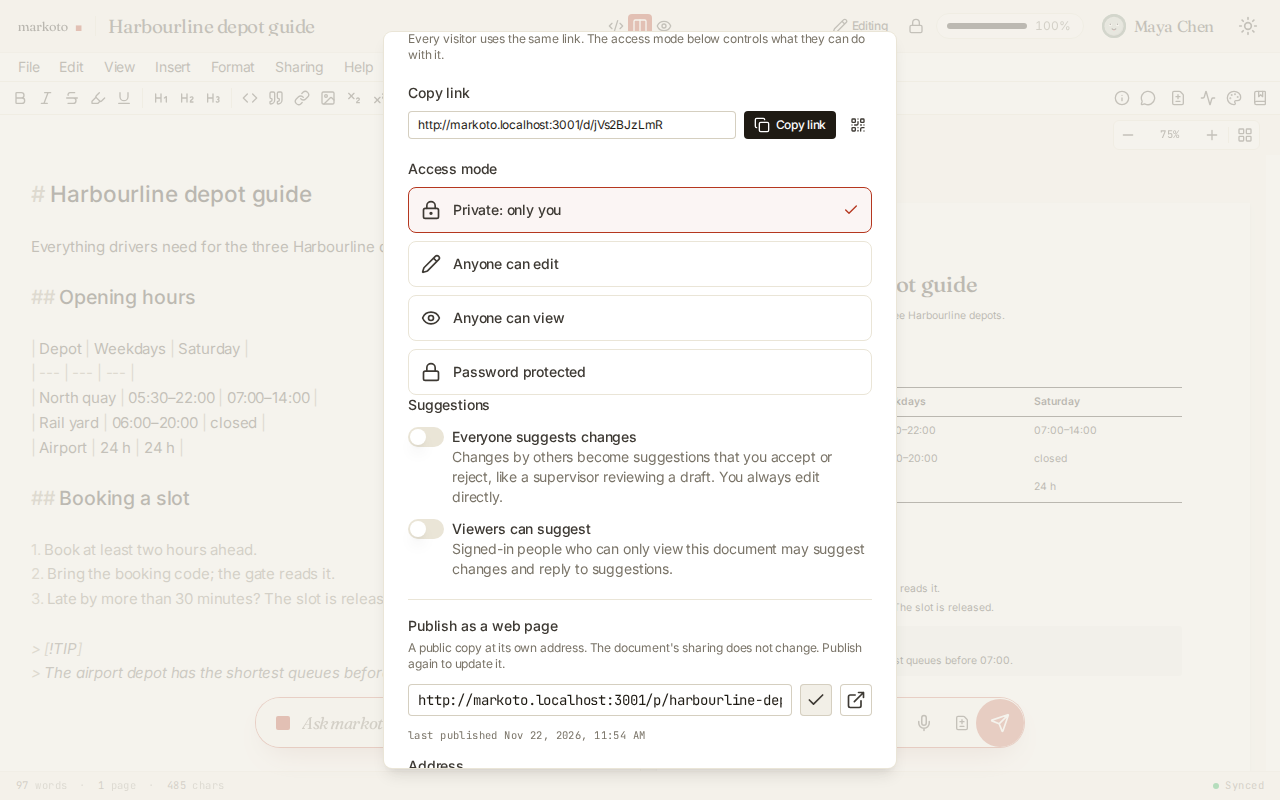 markoto
Harbourline depot guide
Editing
100%
Maya Chen
File Edit View Insert Format Sharing Help
H1 H2 H3
75%
# Harbourline depot guide
Everything drivers need for the three Harbourline
## Opening hours
| Depot | Weekdays | Saturday |
| --- | --- | --- |
| North quay | 05:30–22:00 | 07:00–14:00 |
| Rail yard | 06:00–20:00 | closed |
| Airport | 24 h | 24 h |
## Booking a slot
1. Book at least two hours ahead.
2. Bring the booking code; the gate reads it.
3. Late by more than 30 minutes? The slot is releas
> [!TIP]
> The airport depot has the shortest queues befor
Ask markot
97 words · 1 page · 485 chars
Every visitor uses the same link. The access mode below controls what they can do
with it.
Copy link
http://markoto.localhost:3001/d/jVs2BJzLmR
Copy link
Access mode
Private: only you
Anyone can edit
Anyone can view
Password protected
Suggestions
Everyone suggests changes
Changes by others become suggestions that you accept or
reject, like a supervisor reviewing a draft. You always edit
directly.
Viewers can suggest
Signed-in people who can only view this document may suggest
changes and reply to suggestions.
Publish as a web page
A public copy at its own address. The document's sharing does not change. Publish
again to update it.
http://markoto.localhost:3001/p/harbourline-dep
last published Nov 22, 2026, 11:54 AM
Address
ot guide
ee Harbourline depots.
kdays Saturday
0–22:00 07:00–14:00
0–20:00 closed
24 h
reads it.
The slot is released.
st queues before 07:00.
Synced